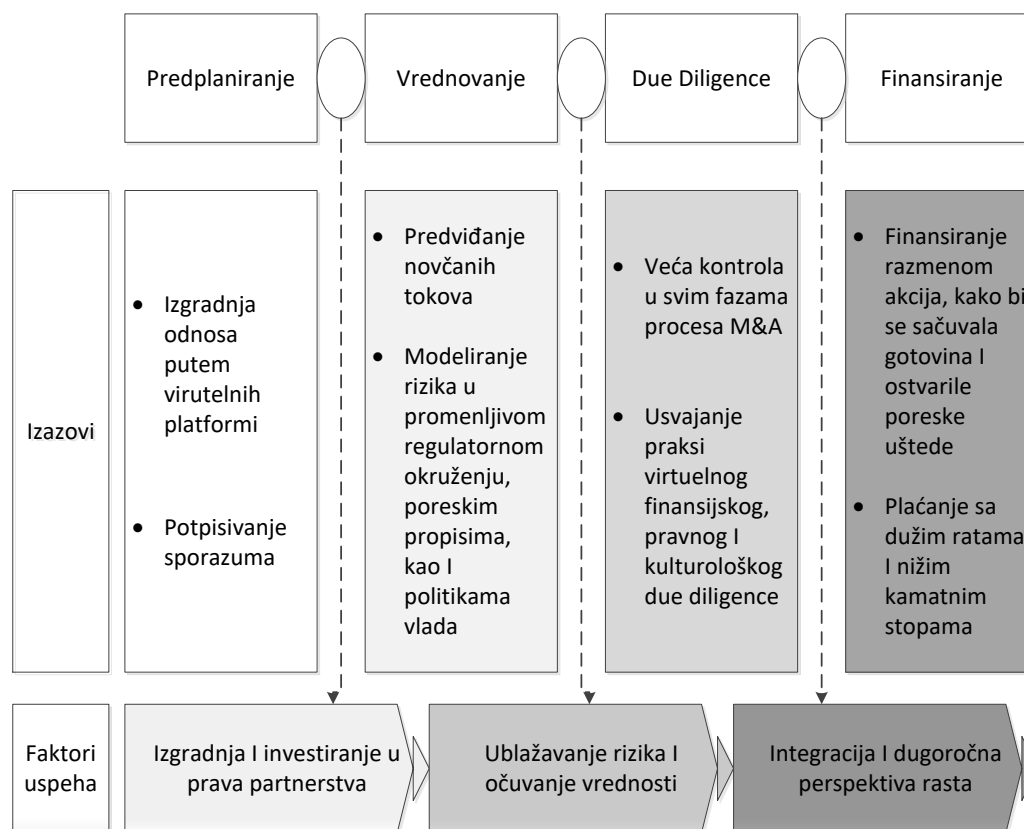 Predplaniranje
Vrednovanje
Due Diligence
Finansiranje
Izazovi
• Izgradnja
odnosa
putem
virutelnih
platformi
• Potpisivanje
sporazuma
• Predviđanje
novčanih
tokova
• Modeliranje
rizika u
promenljivom
regulatornom
okruženju,
poreskim
propisima,
kao I
politikama
vlada
• Veća kontrola
u svim fazama
procesa M&A
• Usvajanje
praksi
virtuelnog
finansijskog,
pravnog I
kulturološkog
due diligence
• Finansiranje
razmenom
akcija, kako bi
se sačuvala
gotovina I
ostvarile
poreske
uštede
• Plaćanje sa
dužim ratama
I nižim
kamatnim
stopama
Faktori
uspeha
Izgradnja I investiranje u
prava partnerstva
Ublažavanje rizika I
očuvanje vrednosti
Integracija I dugoročna
perspektiva rasta